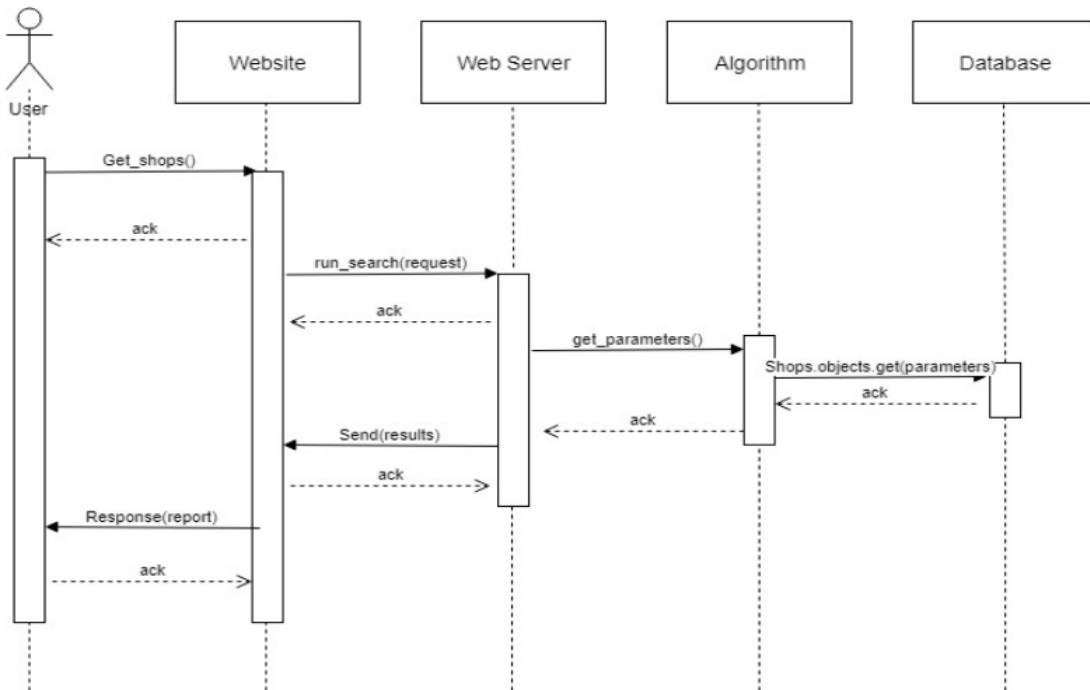 Website
Web Server
Algorithm
Database
User
Get_shops()
ack
run_search(request)
ack
get_parameters()
Shops.objects.get(parameters)
ack
ack
Send(results)
ack
Response(report)
ack